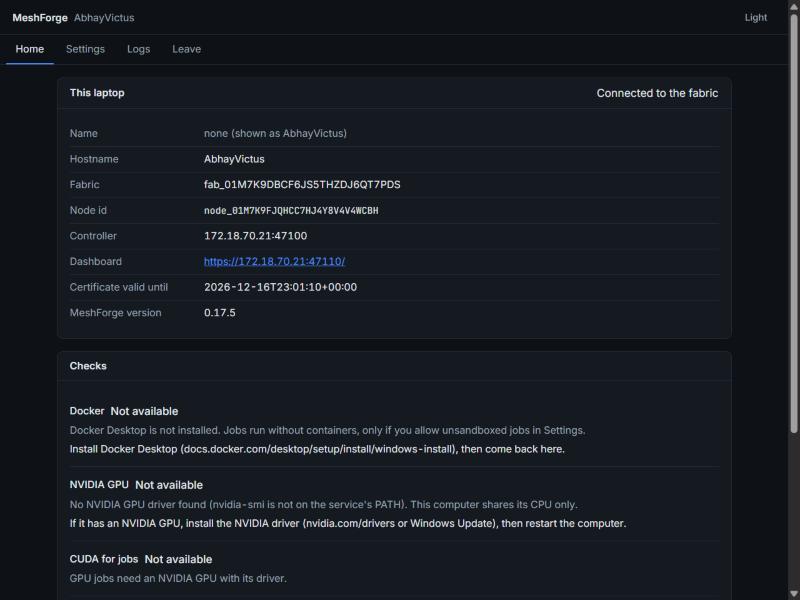 MeshForge AbhayVictus Light
Home Settings Logs Leave
This laptop Connected to the fabric
Name none (shown as AbhayVictus)
Hostname AbhayVictus
Fabric fab_01M7K9DBCF6JS5THZDJ6QT7PDS
Node id node_01M7K9FJQHCC7HJ4Y8V4V4WCBH
Controller 172.18.70.21:47100
Dashboard https://172.18.70.21:47110/
Certificate valid until 2026-12-16T23:01:10+00:00
MeshForge version 0.17.5
Checks
Docker Not available
Docker Desktop is not installed. Jobs run without containers, only if you allow unsandboxed jobs in Settings.
Install Docker Desktop (docs.docker.com/desktop/setup/install/windows-install), then come back here.
NVIDIA GPU Not available
No NVIDIA GPU driver found (nvidia-smi is not on the service's PATH). This computer shares its CPU only.
If it has an NVIDIA GPU, install the NVIDIA driver (nvidia.com/drivers or Windows Update), then restart the computer.
CUDA for jobs Not available
GPU jobs need an NVIDIA GPU with its driver.